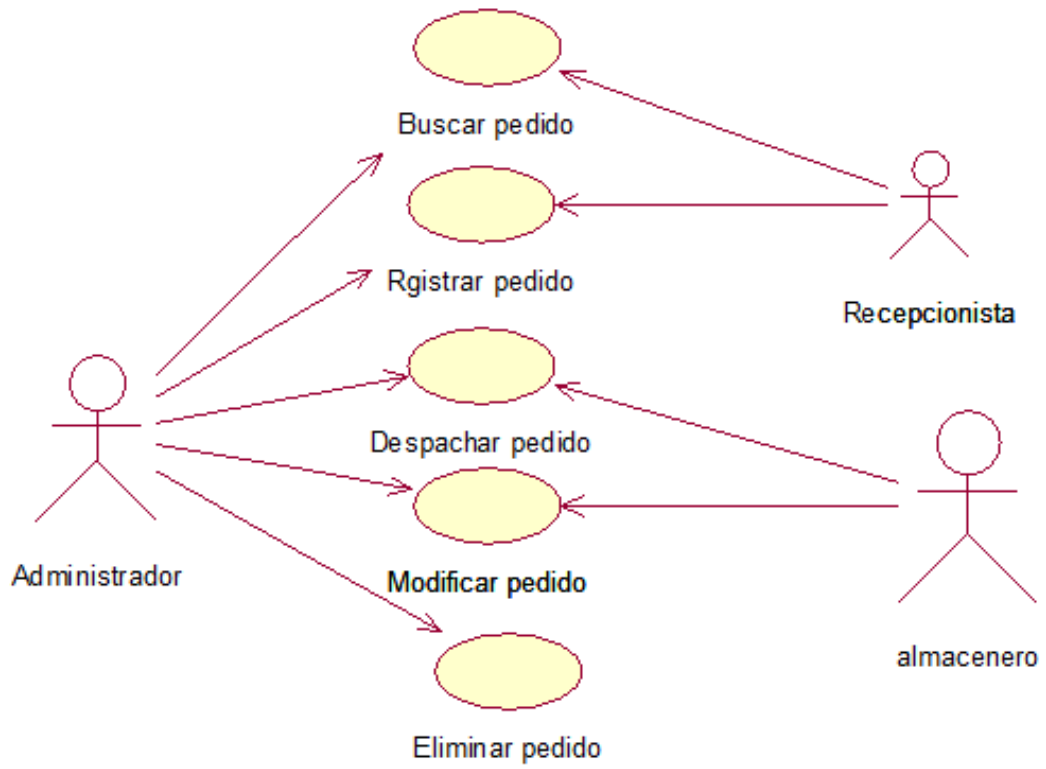 Buscar pedido
Rgistrar pedido
Recepcionista
Despachar pedido
Administrador
Modificar pedido
almacenero
Eliminar pedido